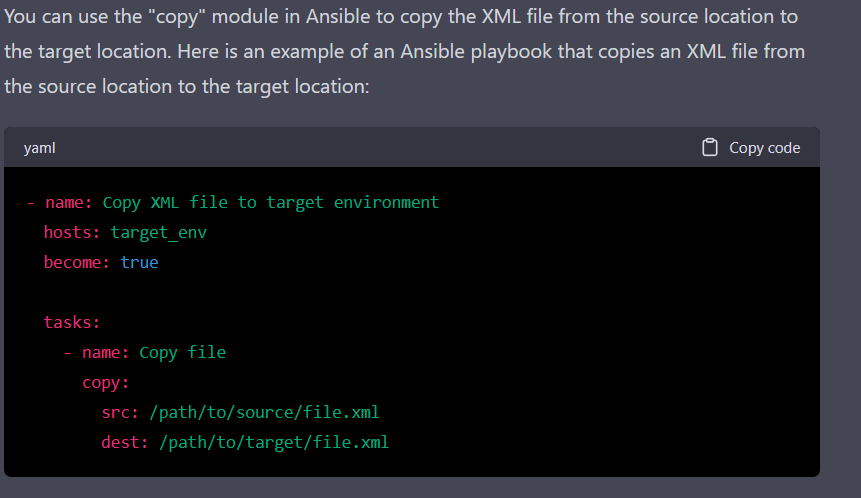 You can use the "copy" module in Ansible to copy the XML file from the source location to
the target location. Here is an example of an Ansible playbook that copies an XML file from
the source location to the target location:
yaml
Copy code
- name: Copy XML file to target environment
  hosts: target_env
  become: true
  tasks:
    - name: Copy file
      copy:
        src: /path/to/source/file.xml
        dest: /path/to/target/file.xml